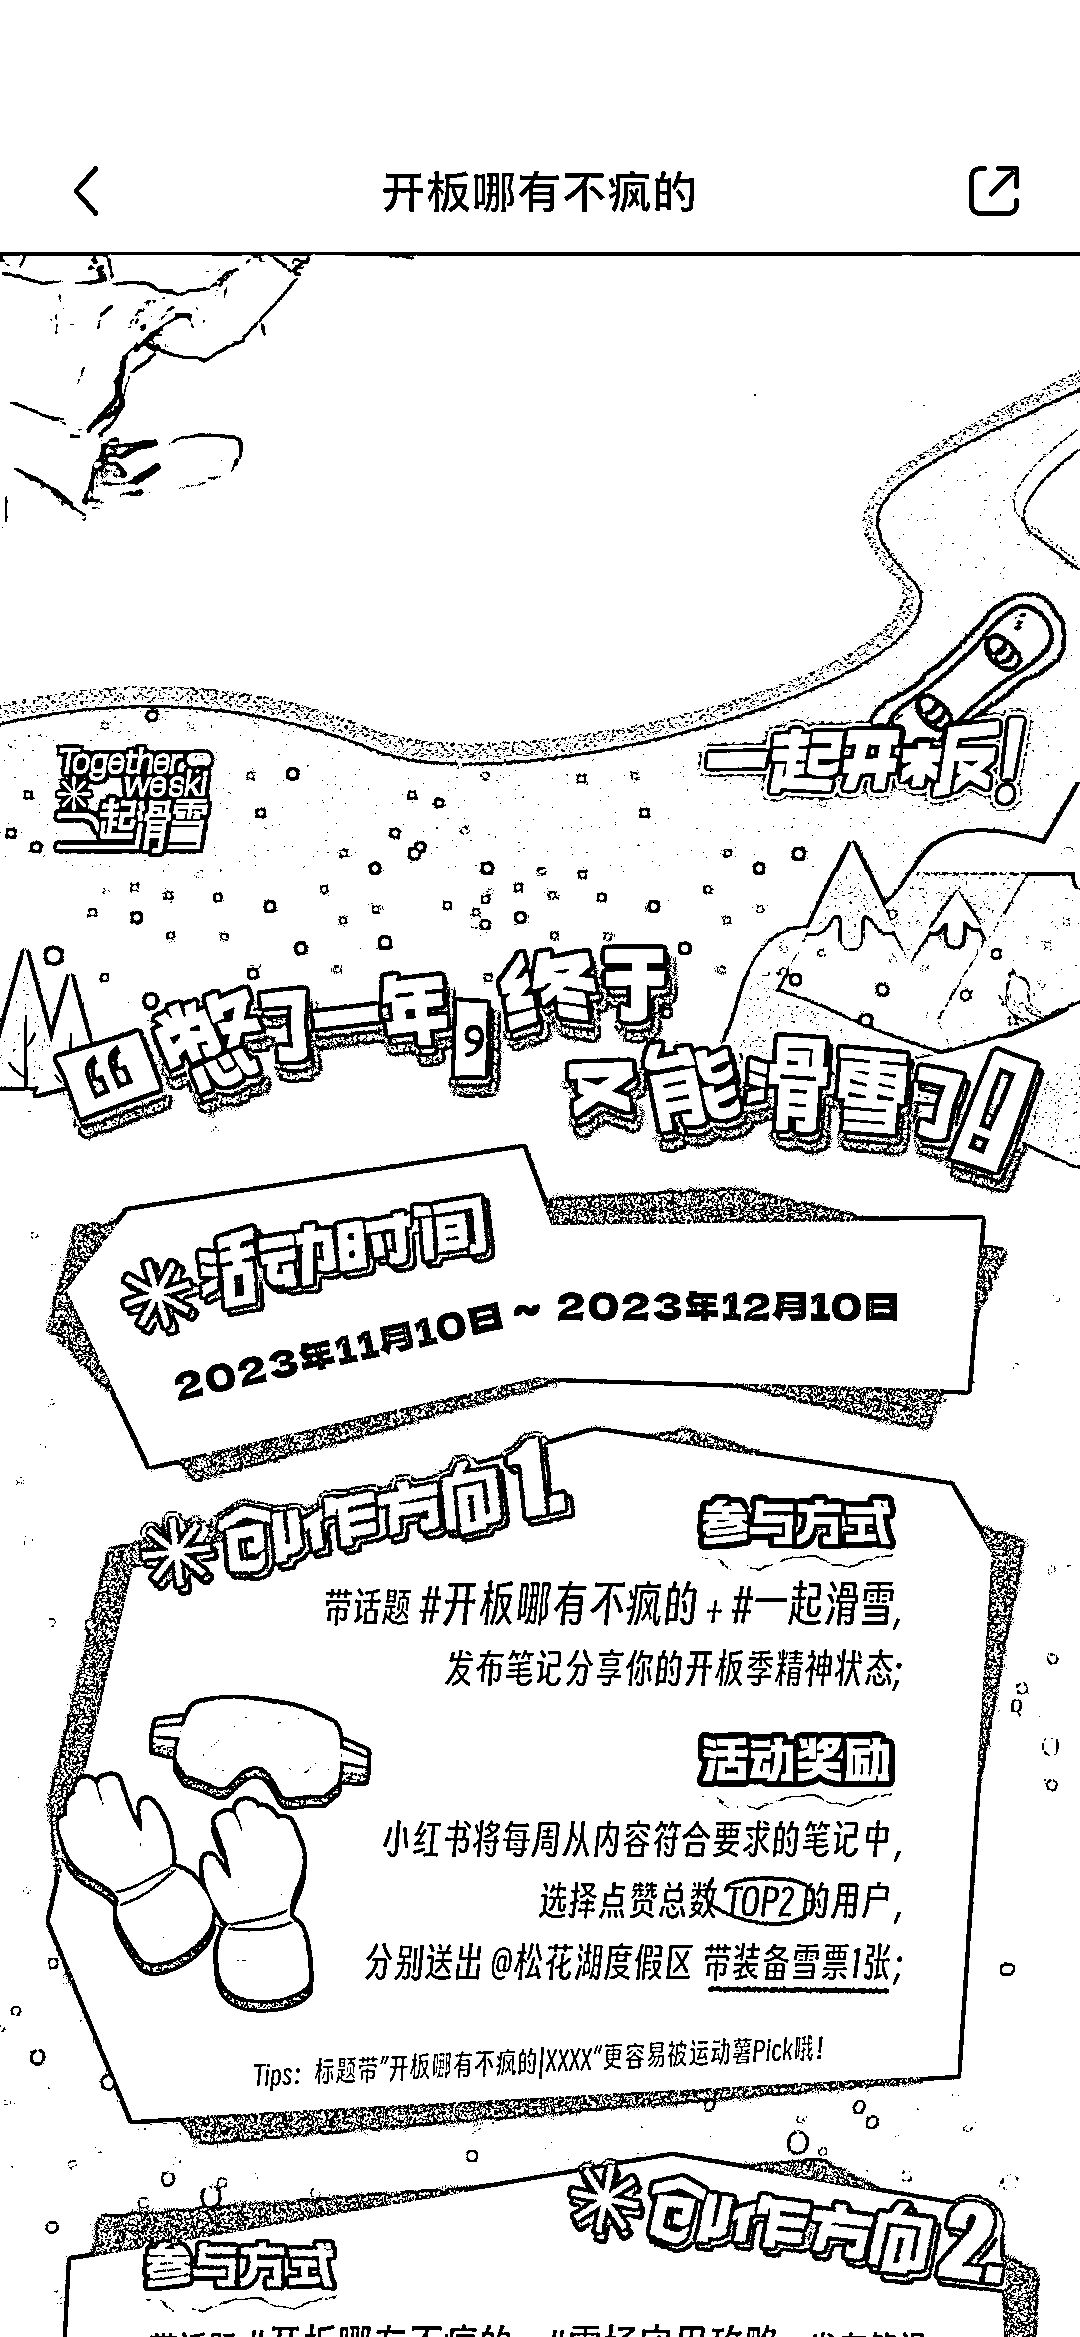 开板哪有不疯的
一起开板!
Together
weski
一起滑雪
“憋了一年,终于
又能滑雪了!
活动时间
2023年11月10日 ~ 2023年12月10日
创作方向1.
参与方式
带话题 #开板哪有不疯的 + #一起滑雪,
发布笔记分享你的开板季精神状态;
活动奖励
小红书将每周从内容符合要求的笔记中,
选择点赞总数TOP2的用户,
分别送出 @松花湖度假区 带装备雪票1张;
Tips: 标题带"开板哪有不疯的|XXXX"更容易被运动薯Pick哦!
创作方向2.
参与方式